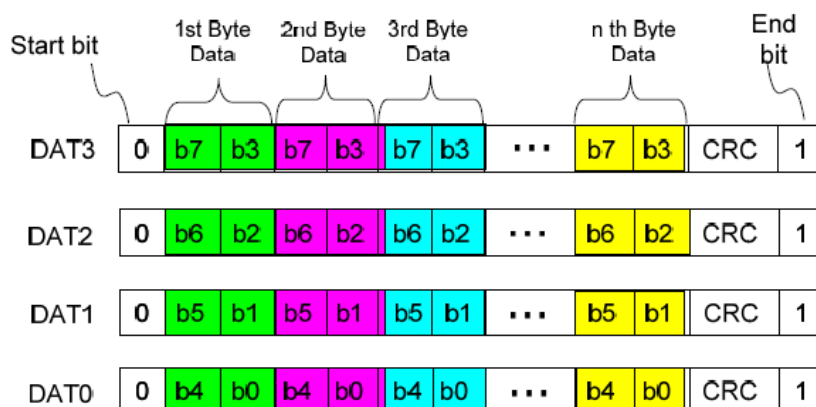 Start bit
1st Byte
Data
2nd Byte
Data
3rd Byte
Data
n th Byte
Data
End
bit
DAT3 0 b7 b3 b7 b3 b7 b3 ... b7 b3 CRC 1
DAT2 0 b6 b2 b6 b2 b6 b2 ... b6 b2 CRC 1
DAT1 0 b5 b1 b5 b1 b5 b1 ... b5 b1 CRC 1
DAT0 0 b4 b0 b4 b0 b4 b0 ... b4 b0 CRC 1